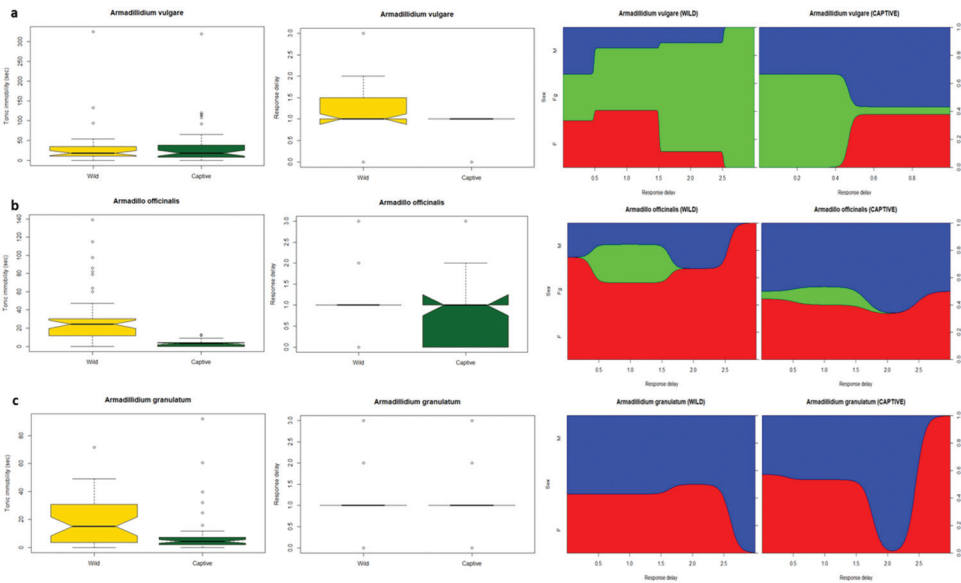 a
Armadillidium vulgare
Tonic immobility (sec)
0 50 100 150 200 250 300
Wild Captive
Armadillidium vulgare
Response delay
0.0 0.5 1.0 1.5 2.0 2.5 3.0
Wild Captive
Armadillidium vulgare (WILD)
Sex
F Fg M
0.5 1.0 1.5 2.0 2.5
Response delay
Armadillidium vulgare (CAPTIVE)
0.0 0.2 0.4 0.6 0.8 1.0
0.2 0.4 0.6 0.8
Response delay
b
Armadillo officinalis
Tonic immobility (sec)
0 20 40 60 80 100 120 140
Wild Captive
Armadillo officinalis
Response delay
0.0 0.5 1.0 1.5 2.0 2.5 3.0
Wild Captive
Armadillo officinalis (WILD)
Sex
F Fg M
0.5 1.0 1.5 2.0 2.5
Response delay
Armadillo officinalis (CAPTIVE)
0.0 0.2 0.4 0.6 0.8 1.0
0.5 1.0 1.5 2.0 2.5
Response delay
c
Armadillidium granulatum
Tonic immobility (sec)
0 20 40 60 80
Wild Captive
Armadillidium granulatum
Response delay
0.0 0.5 1.0 1.5 2.0 2.5 3.0
Wild Captive
Armadillidium granulatum (WILD)
Sex
F M
0.5 1.0 1.5 2.0 2.5
Response delay
Armadillidium granulatum (CAPTIVE)
0.0 0.2 0.4 0.6 0.8 1.0
0.5 1.0 1.5 2.0 2.5
Response delay